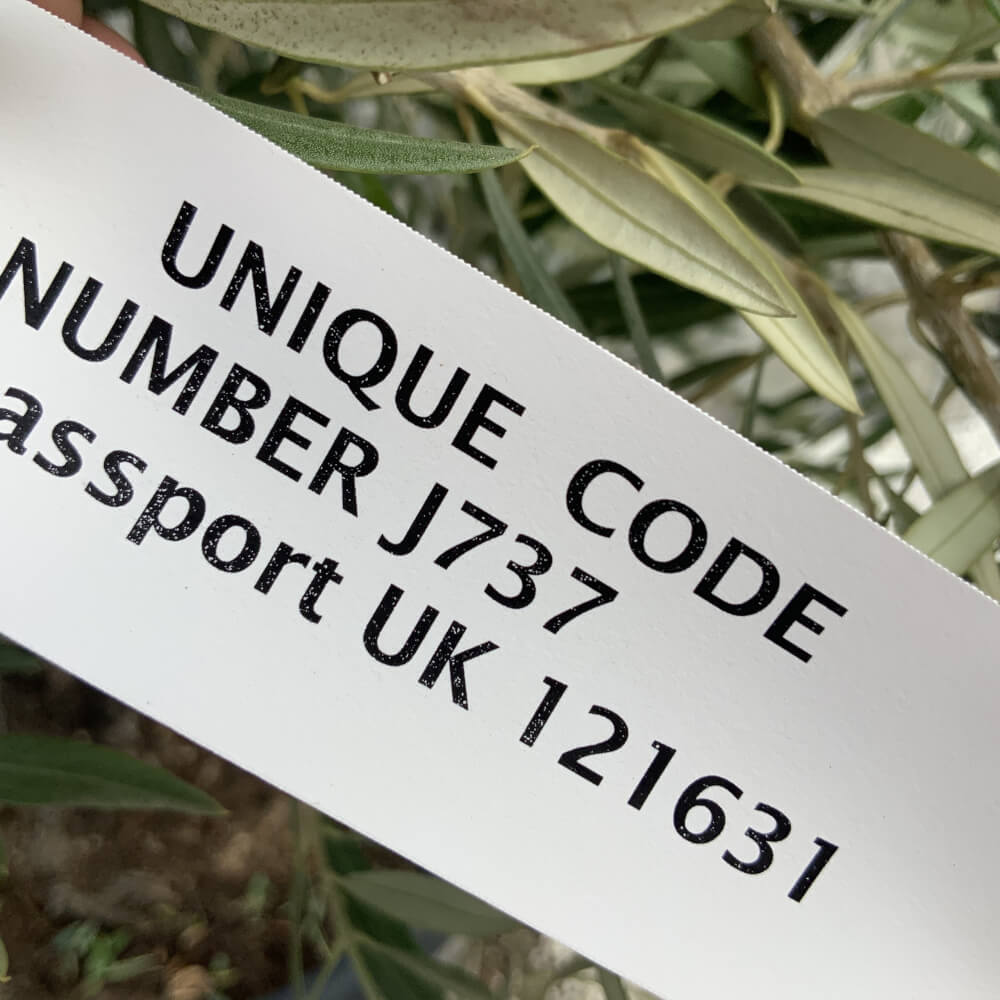 UNIQUE CODE
NUMBER J737
assport UK 121631